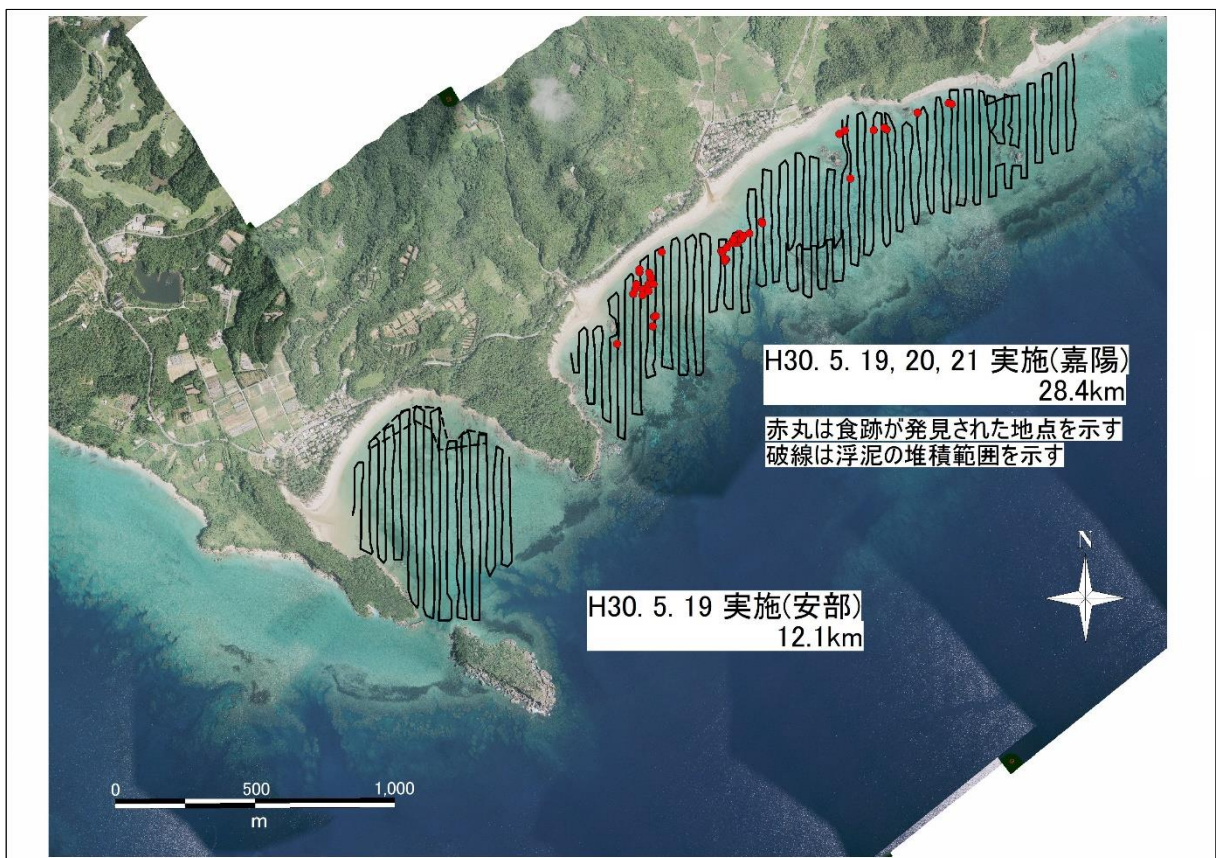 H30. 5. 19, 20, 21 実施(嘉陽)
28.4km
赤丸は食跡が発見された地点を示す
破線は浮泥の堆積範囲を示す
N
H30. 5. 19 実施(安部)
12.1km
0 500 1,000
m